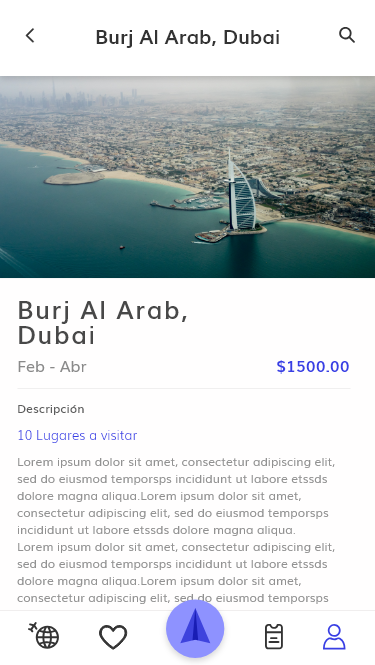 Burj Al Arab, Dubai
Burj Al Arab,
Dubai
Feb - Abr
$1500.00
Descripción
10 Lugares a visitar
Lorem ipsum dolor sit amet, consectetur adipiscing elit,
sed do eiusmod temporsps incididunt ut labore etssds
dolore magna aliqua.Lorem ipsum dolor sit amet,
consectetur adipiscing elit, sed do eiusmod temporsps
incididunt ut labore etssds dolore magna aliqua.
Lorem ipsum dolor sit amet, consectetur adipiscing elit,
sed do eiusmod temporsps incididunt ut labore etssds
dolore magna aliqua.Lorem ipsum dolor sit amet,
consectetur adipiscing elit, sed do eiusmod temporsps